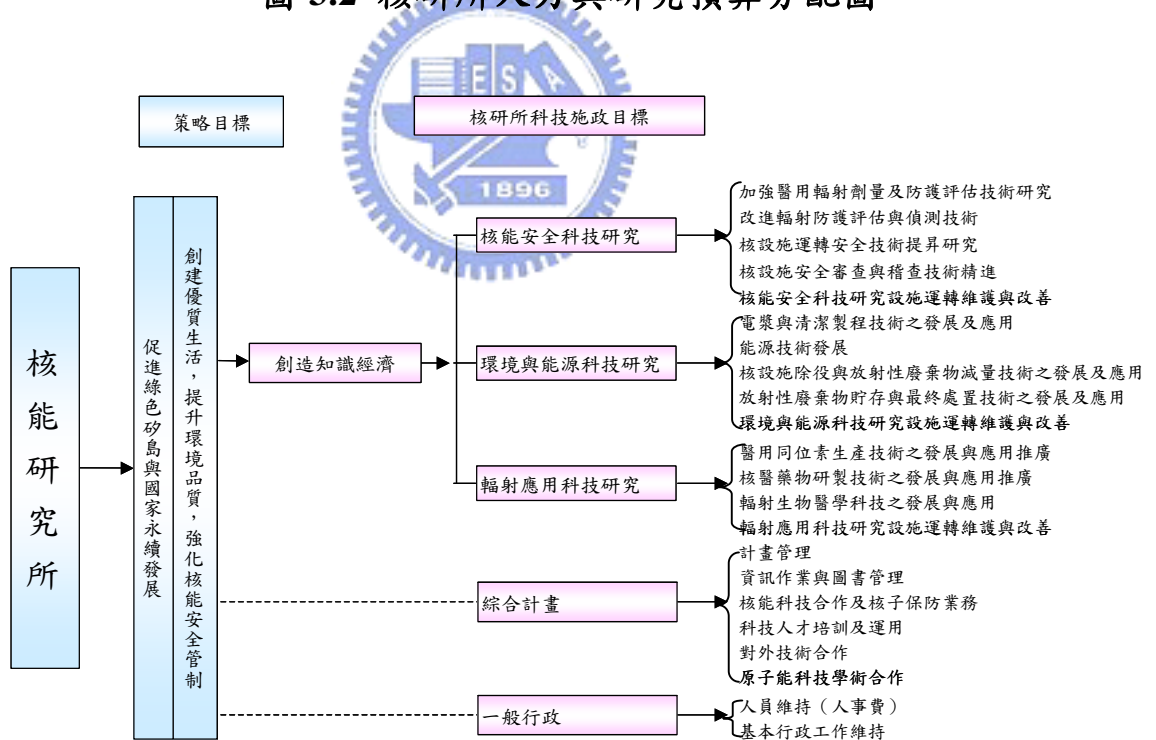 圖 3.2 核研所人力與研究預算分配圖
ESA
1896
策略目標
核研所科技施政目標
核能研究所
促進綠色矽島與國家永續發展
創建優質生活，提升環境品質，強化核能安全管制
創造知識經濟
核能安全科技研究
加強醫用輻射劑量及防護評估技術研究
改進輻射防護評估與偵測技術
核設施運轉安全技術提昇研究
核設施安全審查與稽查技術精進
核能安全科技研究設施運轉維護與改善
環境與能源科技研究
電漿與清潔製程技術之發展及應用
能源技術發展
核設施除役與放射性廢棄物減量技術之發展及應用
放射性廢棄物貯存與最終處置技術之發展及應用
環境與能源科技研究設施運轉維護與改善
輻射應用科技研究
醫用同位素生產技術之發展與應用推廣
核醫藥物研製技術之發展與應用推廣
輻射生物醫學科技之發展與應用
輻射應用科技研究設施運轉維護與改善
綜合計畫
計畫管理
資訊作業與圖書管理
核能科技合作及核子保防業務
科技人才培訓及運用
對外技術合作
原子能科技學術合作
一般行政
人員維持（人事費）
基本行政工作維持